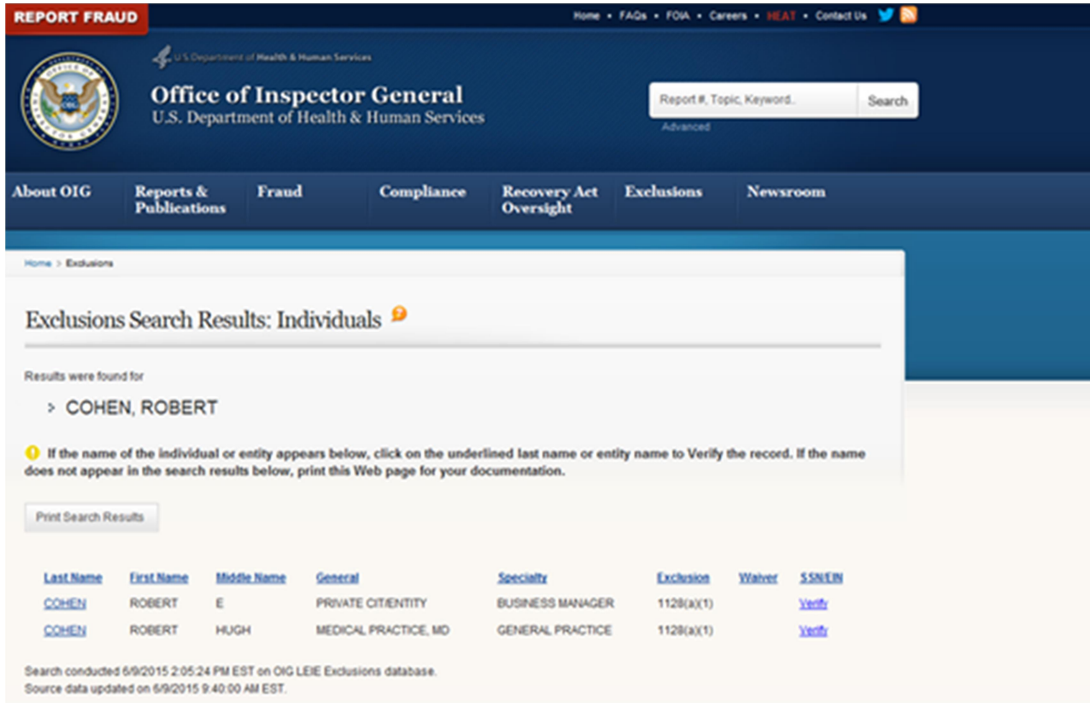 REPORT FRAUD
Home • FAQs • FOIA • Careers • HEAT • Contact Us
U.S. Department of Health & Human Services
Office of Inspector General
U.S. Department of Health & Human Services
Report #, Topic, Keyword..
Search
Advanced
About OIG Reports & Publications Fraud Compliance Recovery Act Oversight Exclusions Newsroom
Home > Exclusions
Exclusions Search Results: Individuals ?
Results were found for
> COHEN, ROBERT
! If the name of the individual or entity appears below, click on the underlined last name or entity name to Verify the record. If the name
does not appear in the search results below, print this Web page for your documentation.
Print Search Results
Last Name First Name Middle Name General Specialty Exclusion Waiver SSN/EIN
COHEN ROBERT E PRIVATE CIT/ENTITY BUSINESS MANAGER 1128(a)(1) Verify
COHEN ROBERT HUGH MEDICAL PRACTICE, MD GENERAL PRACTICE 1128(a)(1) Verify
Search conducted 6/9/2015 2:05:24 PM EST on OIG LEIE Exclusions database.
Source data updated on 6/9/2015 9:40:00 AM EST.